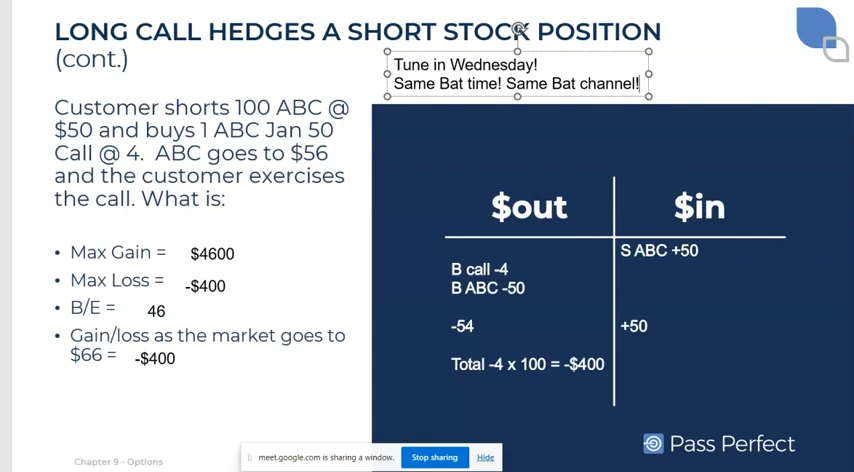 LONG CALL HEDGES A SHORT STOCK POSITION
(cont.)
Tune in Wednesday!
Same Bat time! Same Bat channel!
Customer shorts 100 ABC @
$50 and buys 1 ABC Jan 50
Call @ 4. ABC goes to $56
and the customer exercises
the call. What is:
• Max Gain = $4600
• Max Loss = -$400
• B/E = 46
• Gain/loss as the market goes to
$66 = -$400
$out $in
S ABC +50
B call -4
B ABC -50
-54 +50
Total -4 x 100 = -$400
Pass Perfect
Chapter 9 - Options
meet.google.com is sharing a window. Stop sharing Hide